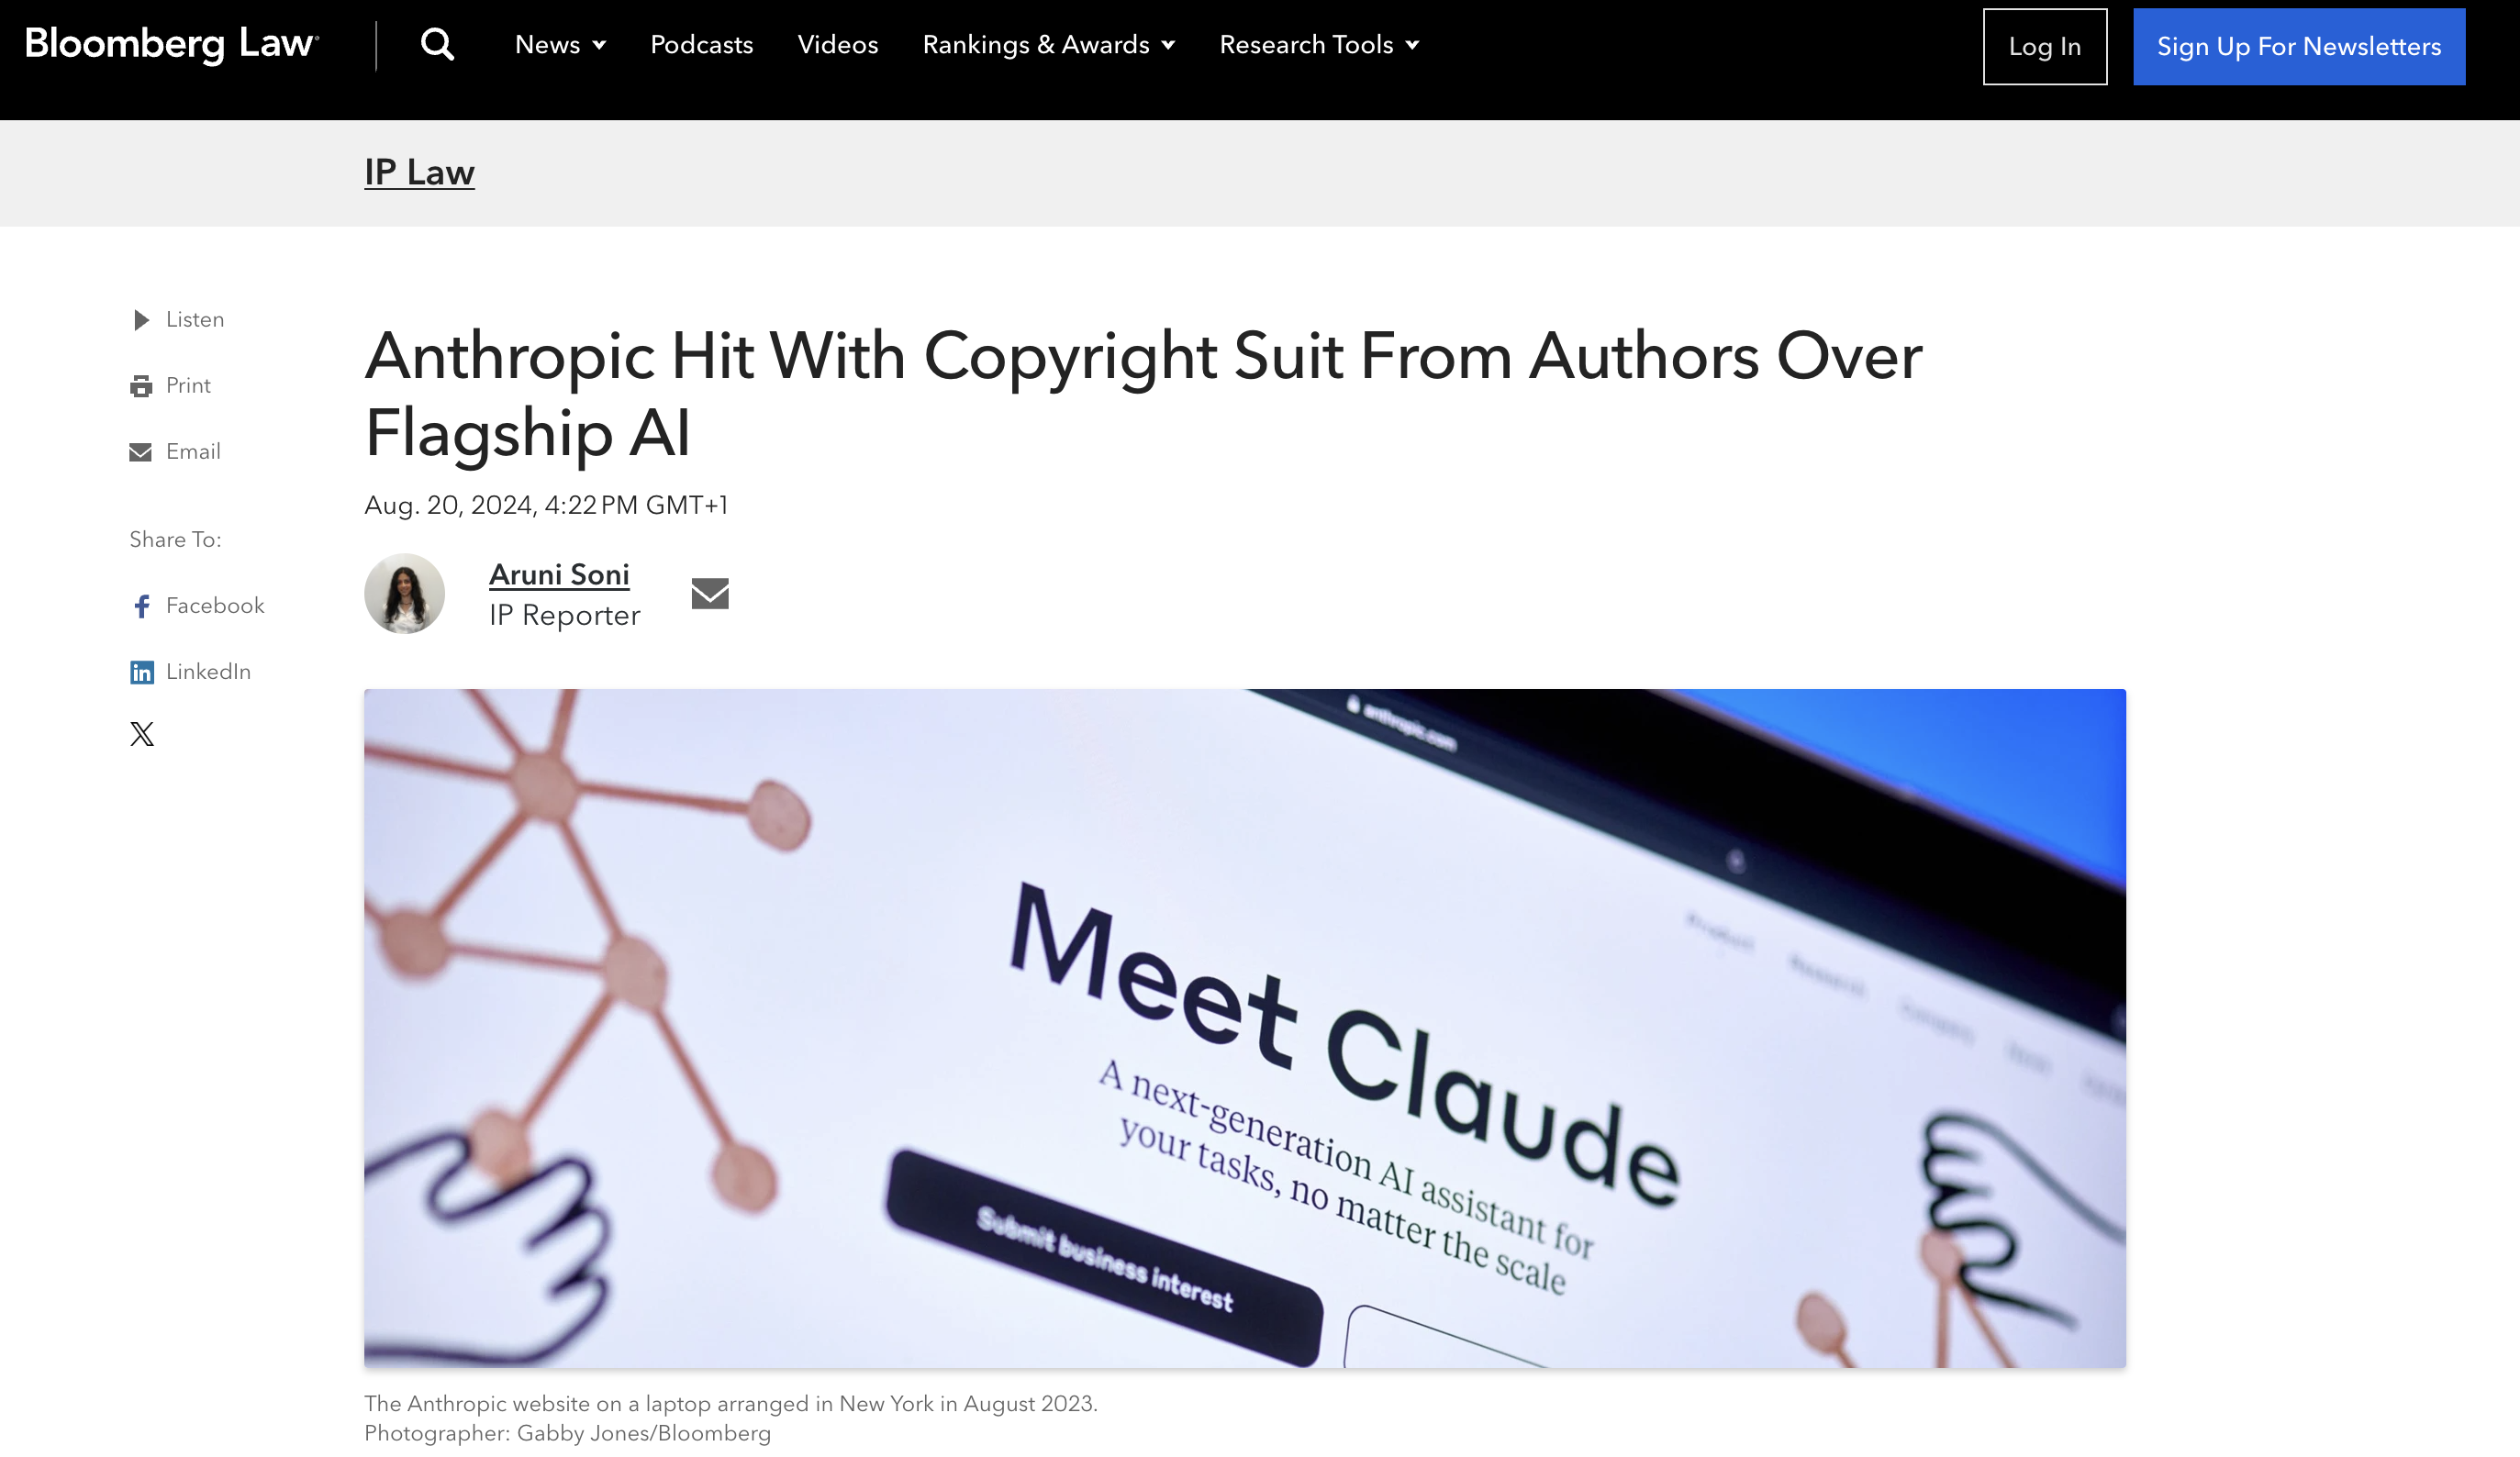 Bloomberg Law
News
Podcasts
Videos
Rankings & Awards
Research Tools
Log In
Sign Up For Newsletters
IP Law
Listen
Print
Email
Share To:
Facebook
LinkedIn
Anthropic Hit With Copyright Suit From Authors Over
Flagship AI
Aug. 20, 2024, 4:22 PM GMT+1
Aruni Soni
IP Reporter
anthropic.com
Product
Research
Company
Meet Claude
A next-generation AI assistant for
your tasks, no matter the scale
Submit business interest
The Anthropic website on a laptop arranged in New York in August 2023.
Photographer: Gabby Jones/Bloomberg